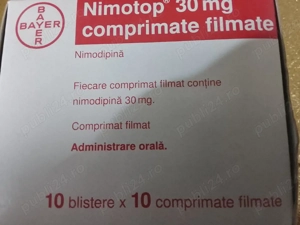 BAYER
BAYER
Nimotop® 30 mg
comprimate filmate
Nimodipină
Fiecare comprimat filmat conține
nimodipină 30 mg.
Comprimat filmat
Administrare orală.
10 blistere x 10 comprimate filmate